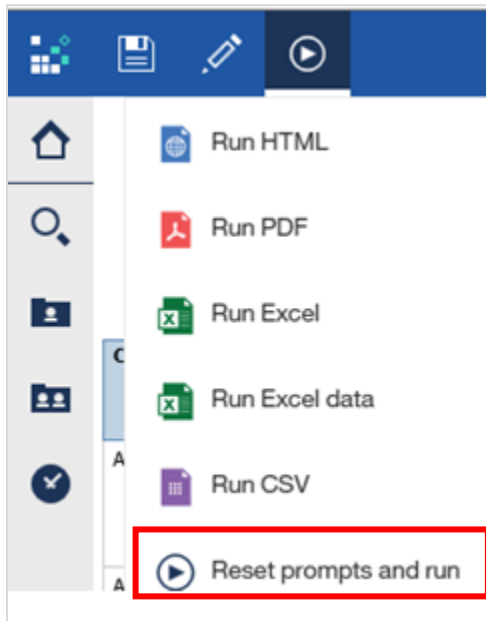 Run HTML
Run PDF
Run Excel
C
Run Excel data
A
Run CSV
Reset prompts and run
A